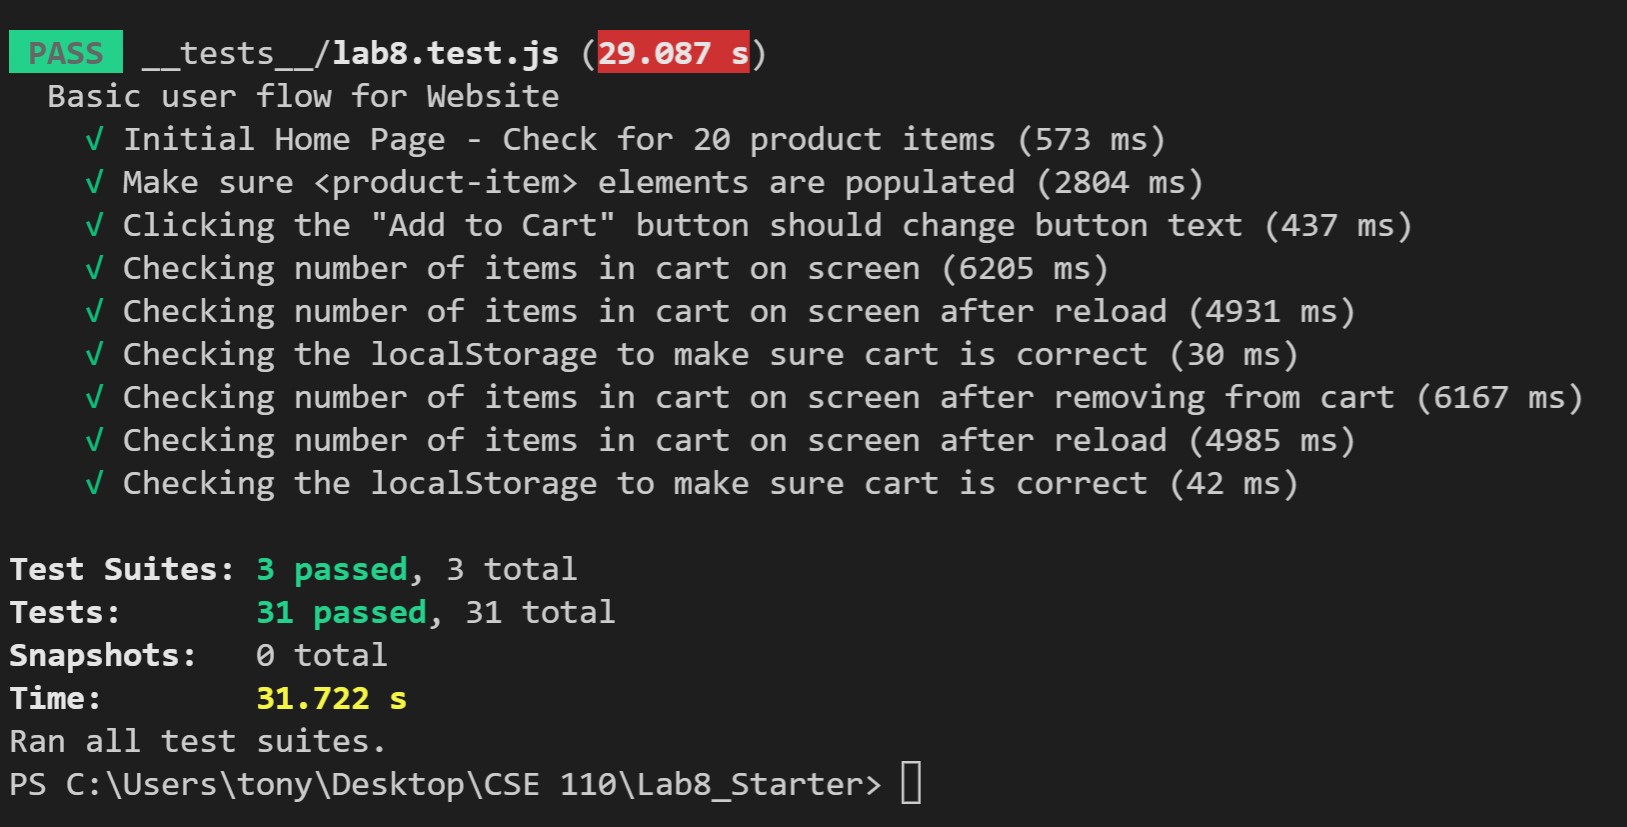 PASS __tests__/lab8.test.js (29.087 s)
Basic user flow for Website
√ Initial Home Page - Check for 20 product items (573 ms)
√ Make sure <product-item> elements are populated (2804 ms)
√ Clicking the "Add to Cart" button should change button text (437 ms)
√ Checking number of items in cart on screen (6205 ms)
√ Checking number of items in cart on screen after reload (4931 ms)
√ Checking the localStorage to make sure cart is correct (30 ms)
√ Checking number of items in cart on screen after removing from cart (6167 ms)
√ Checking number of items in cart on screen after reload (4985 ms)
√ Checking the localStorage to make sure cart is correct (42 ms)
Test Suites: 3 passed, 3 total
Tests: 31 passed, 31 total
Snapshots: 0 total
Time: 31.722 s
Ran all test suites.
PS C:\Users\tony\Desktop\CSE 110\Lab8_Starter>